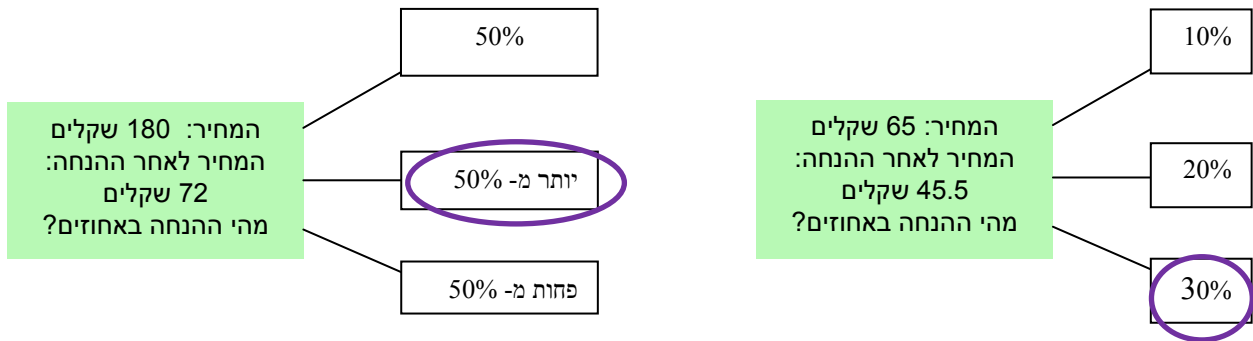 המחיר: 180 שקלים
המחיר לאחר ההנחה:
72 שקלים
מהי ההנחה באחוזים?
50%
יותר מ- 50%
פחות מ- 50%
המחיר: 65 שקלים
המחיר לאחר ההנחה:
45.5 שקלים
מהי ההנחה באחוזים?
10%
20%
30%